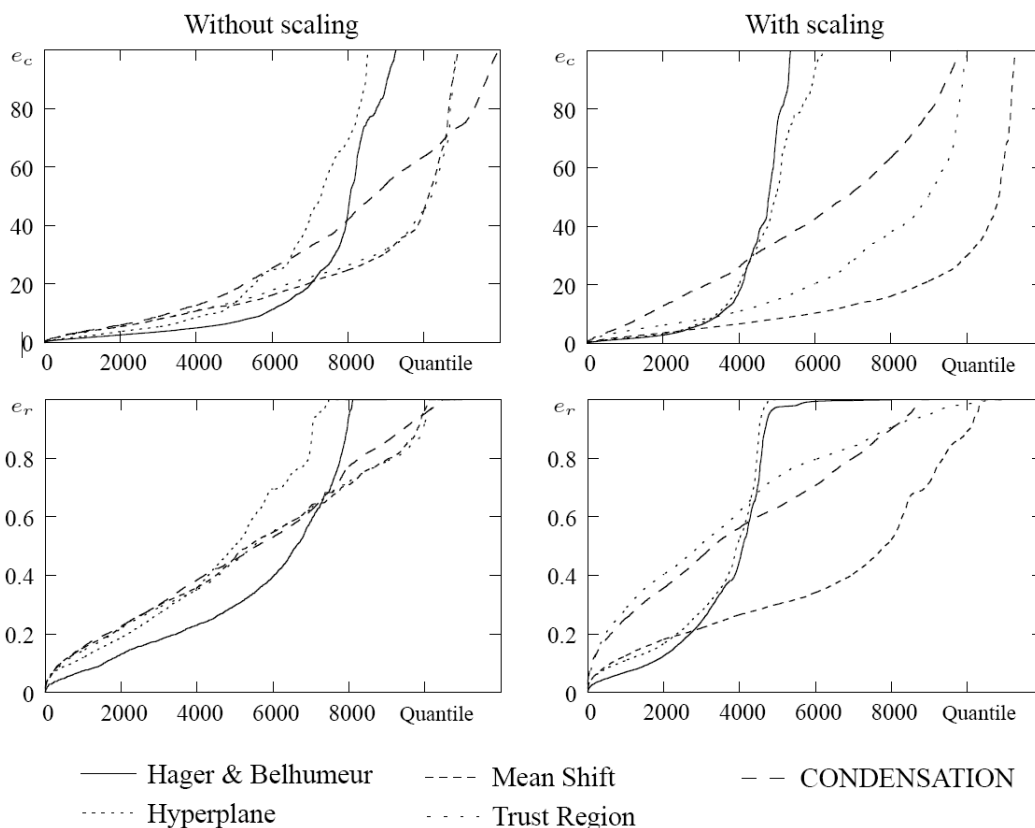 Without scaling
With scaling
e_c
80
60
40
20
0
0 2000 4000 6000 8000 Quantile
e_c
80
60
40
20
0
0 2000 4000 6000 8000 Quantile
e_r
0.8
0.6
0.4
0.2
0
0 2000 4000 6000 8000 Quantile
e_r
0.8
0.6
0.4
0.2
0
0 2000 4000 6000 8000 Quantile
Hager & Belhumeur
Mean Shift
CONDENSATION
Hyperplane
Trust Region